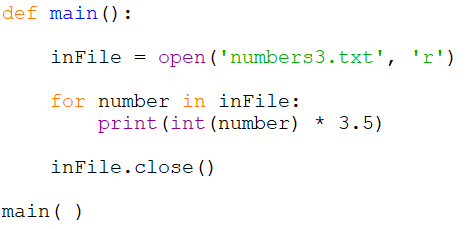 def main():
inFile = open('numbers3.txt', 'r')
for number in inFile:
print(int(number) * 3.5)
inFile.close()
main( )